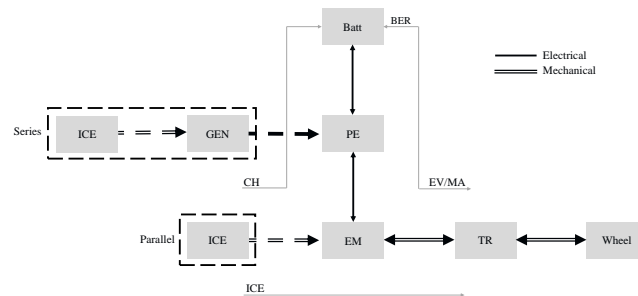 Batt
BER
Electrical
Mechanical
Series
ICE
GEN
PE
CH
EV/MA
Parallel
ICE
EM
TR
Wheel
ICE